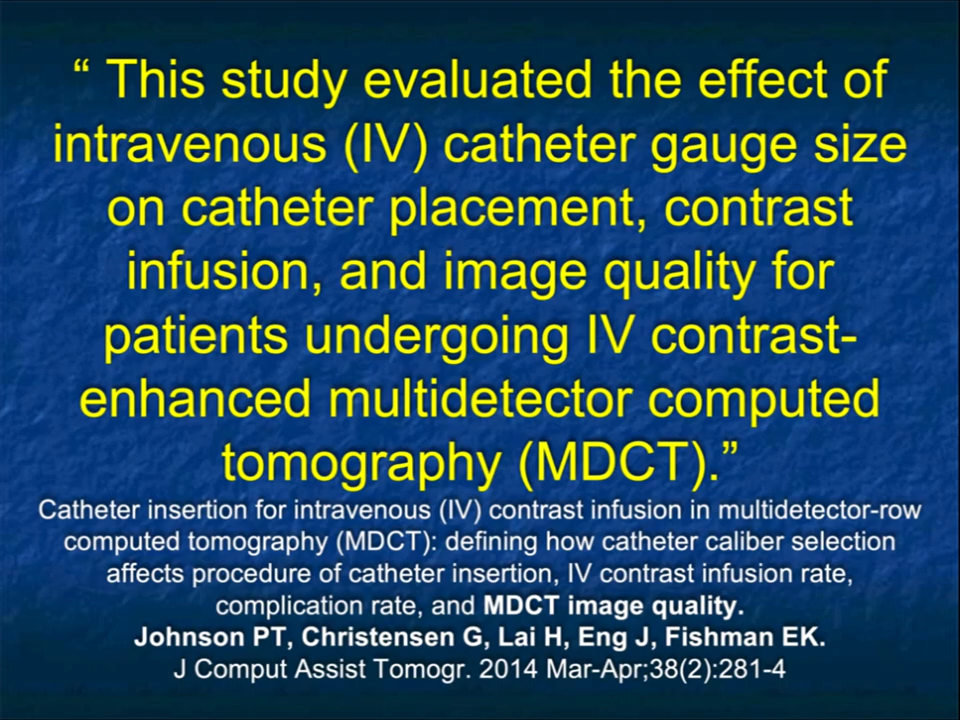 “ This study evaluated the effect of
intravenous (IV) catheter gauge size
on catheter placement, contrast
infusion, and image quality for
patients undergoing IV contrast-
enhanced multidetector computed
tomography (MDCT).”
Catheter insertion for intravenous (IV) contrast infusion in multidetector-row
computed tomography (MDCT): defining how catheter caliber selection
affects procedure of catheter insertion, IV contrast infusion rate,
complication rate, and MDCT image quality.
Johnson PT, Christensen G, Lai H, Eng J, Fishman EK.
J Comput Assist Tomogr. 2014 Mar-Apr;38(2):281-4